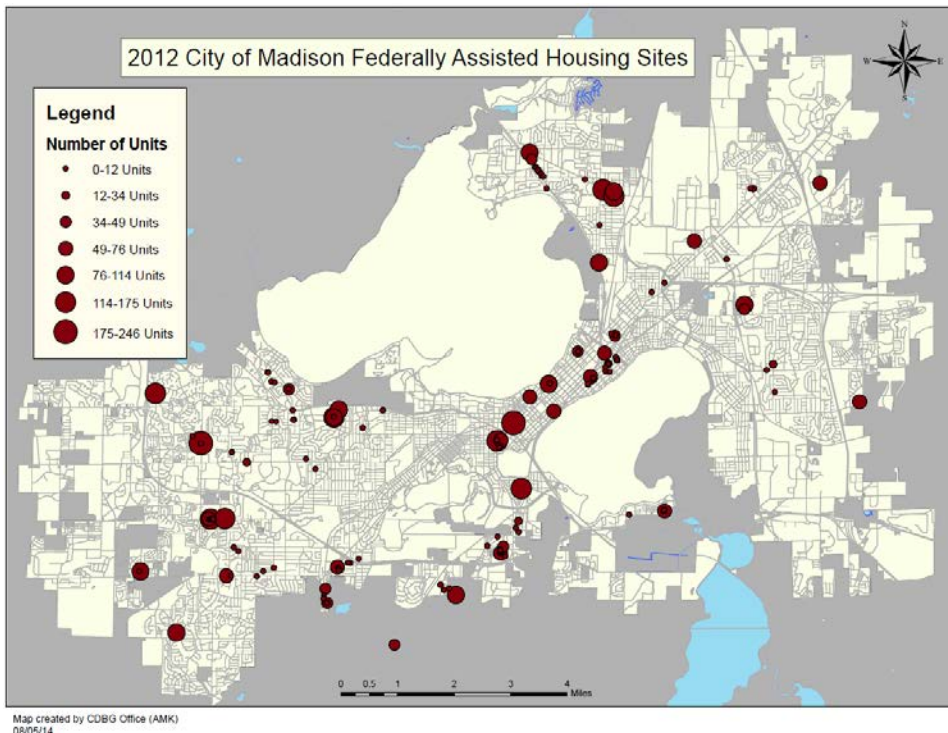 2012 City of Madison Federally Assisted Housing Sites
N
W
E
S
Legend
Number of Units
0-12 Units
12-34 Units
34-49 Units
49-76 Units
76-114 Units
114-175 Units
175-246 Units
0 0.5 1 2 3 4
Miles
Map created by CDBG Office (AMK)
08/05/14